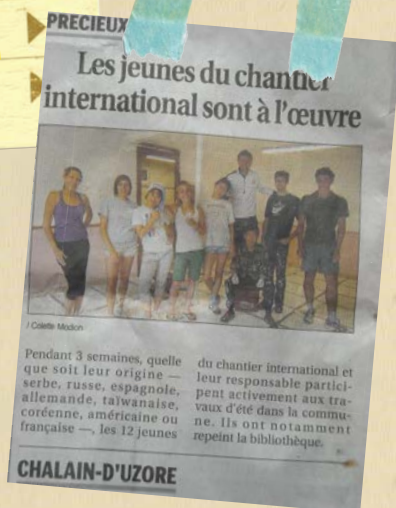 PRECIEUX
Les jeunes du chantier
international sont à l'œuvre
/ Colette Modion
Pendant 3 semaines, quelle
que soit leur origine —
serbe, russe, espagnole,
allemande, taïwanaise,
coréenne, américaine ou
française —, les 12 jeunes
du chantier international et
leur responsable partici-
pent activement aux tra-
vaux d'été dans la commu-
ne. Ils ont notamment
repeint la bibliothèque.
CHALAIN-D'UZORE